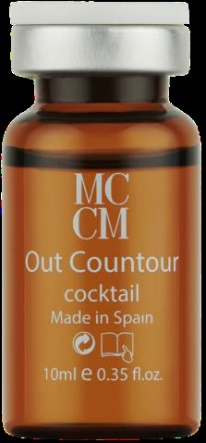 MC
CM
Out Countour
cocktail
Made in Spain
10ml e 0.35 fl.oz.